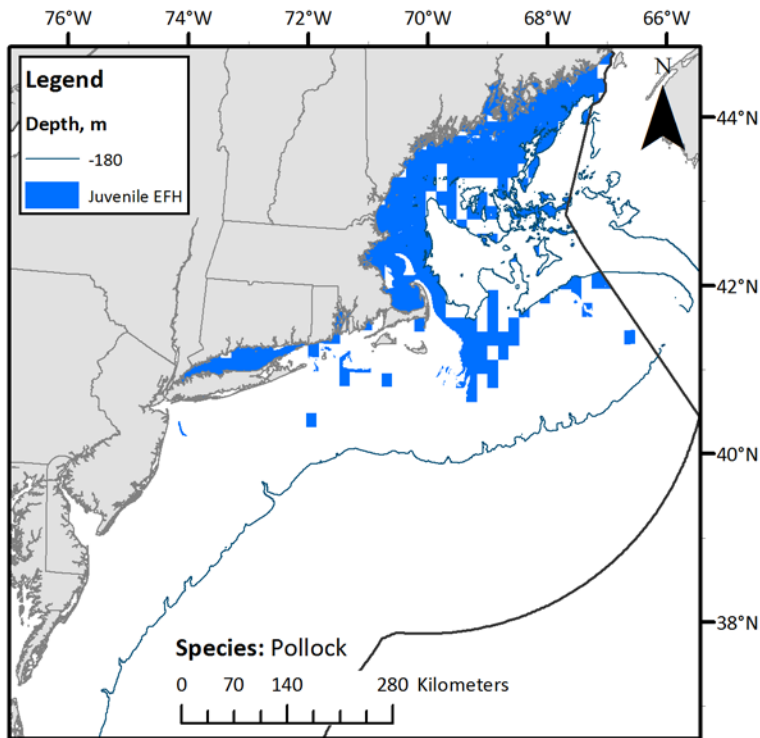 76°W 74°W 72°W 70°W 68°W 66°W
Legend
Depth, m
-180
Juvenile EFH
N
44°N
42°N
40°N
38°N
Species: Pollock
0 70 140 280 Kilometers